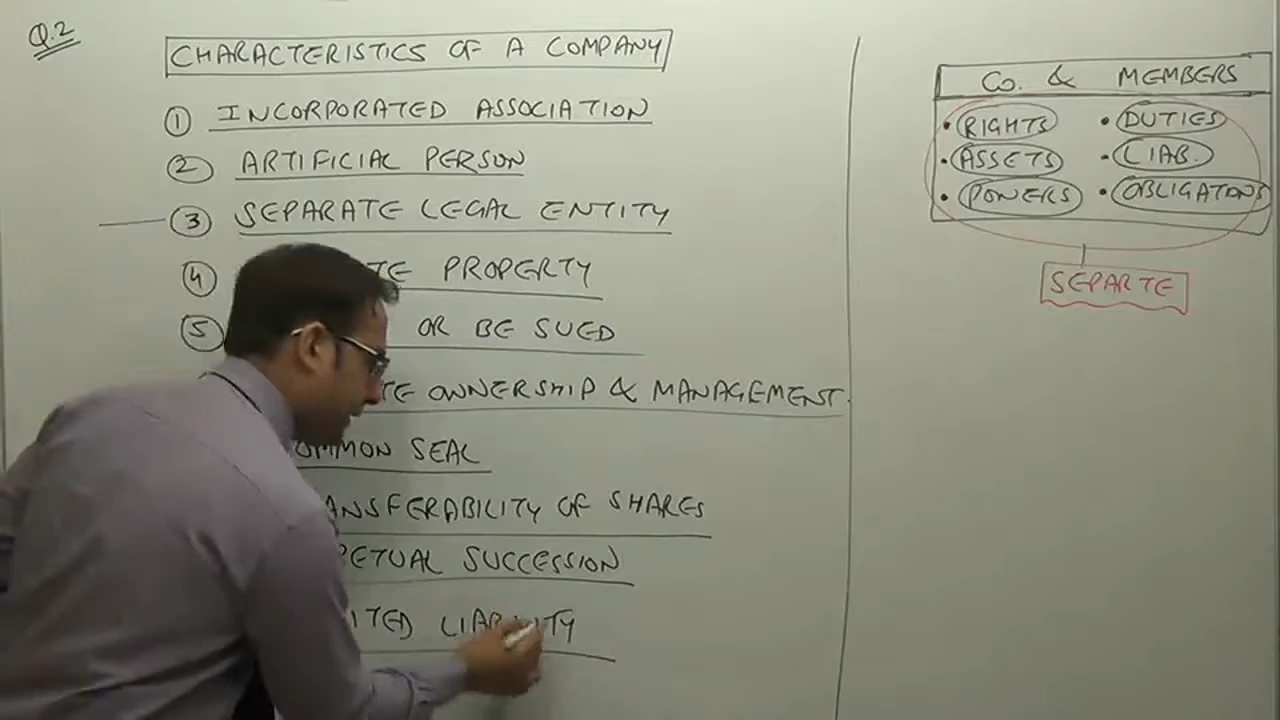 Q.2
CHARACTERISTICS OF A COMPANY
1 INCORPORATED ASSOCIATION
2 ARTIFICIAL PERSON
3 SEPARATE LEGAL ENTITY
4 TE PROPERTY
5 OR BE SUED
TE OWNERSHIP & MANAGEMENT.
OMMON SEAL
ANSFERABILITY OF SHARES
PETUAL SUCCESSION
ITED LIABILITY
CO. & MEMBERS
• RIGHTS • DUTIES
• ASSETS • LIAB.
• POWERS • OBLIGATIONS
SEPARTE